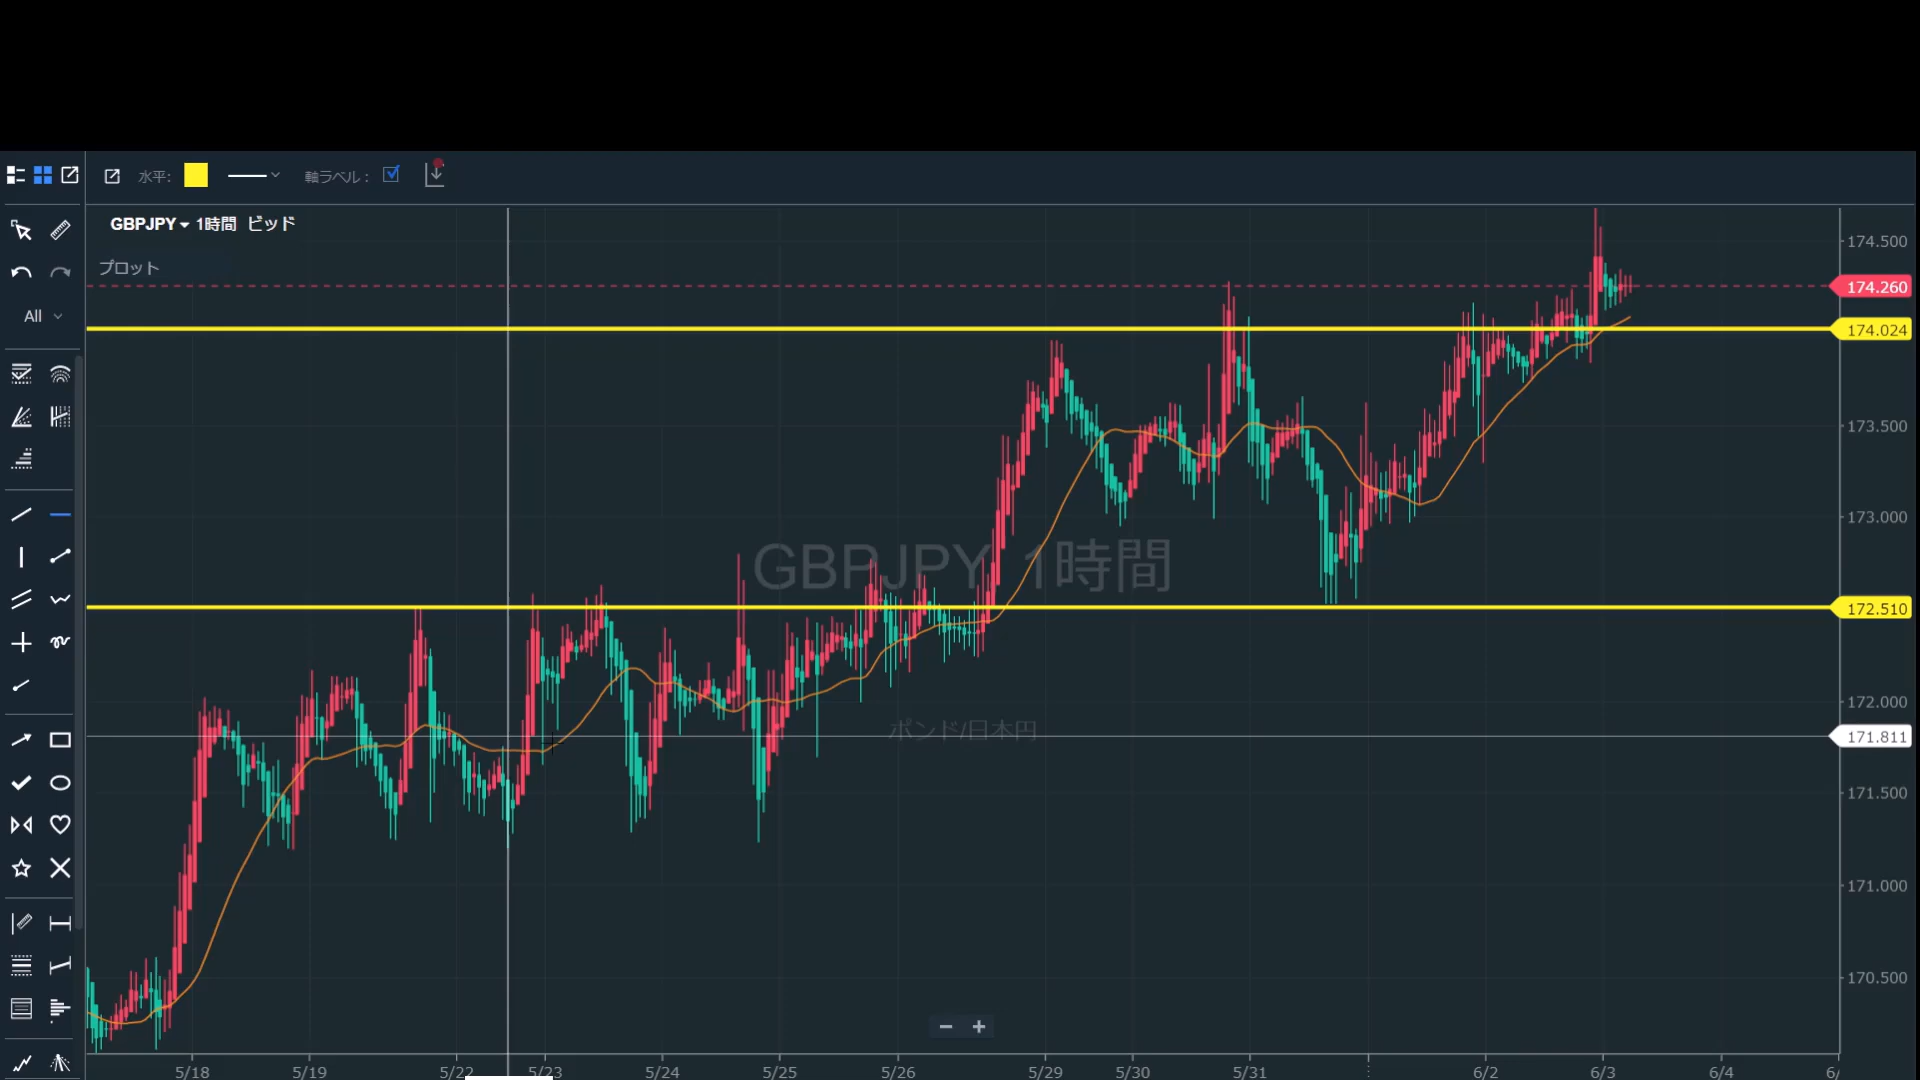 水平:
軸ラベル :
GBPJPY 1時間 ビッド
プロット
All
GBPJPY, 1時間
ポンド/日本円
174.500
174.260
174.024
173.500
173.000
172.510
172.000
171.811
171.500
171.000
170.500
5/18 5/19 5/22 5/23 5/24 5/25 5/26 5/29 5/30 5/31 6/2 6/3 6/4 6/